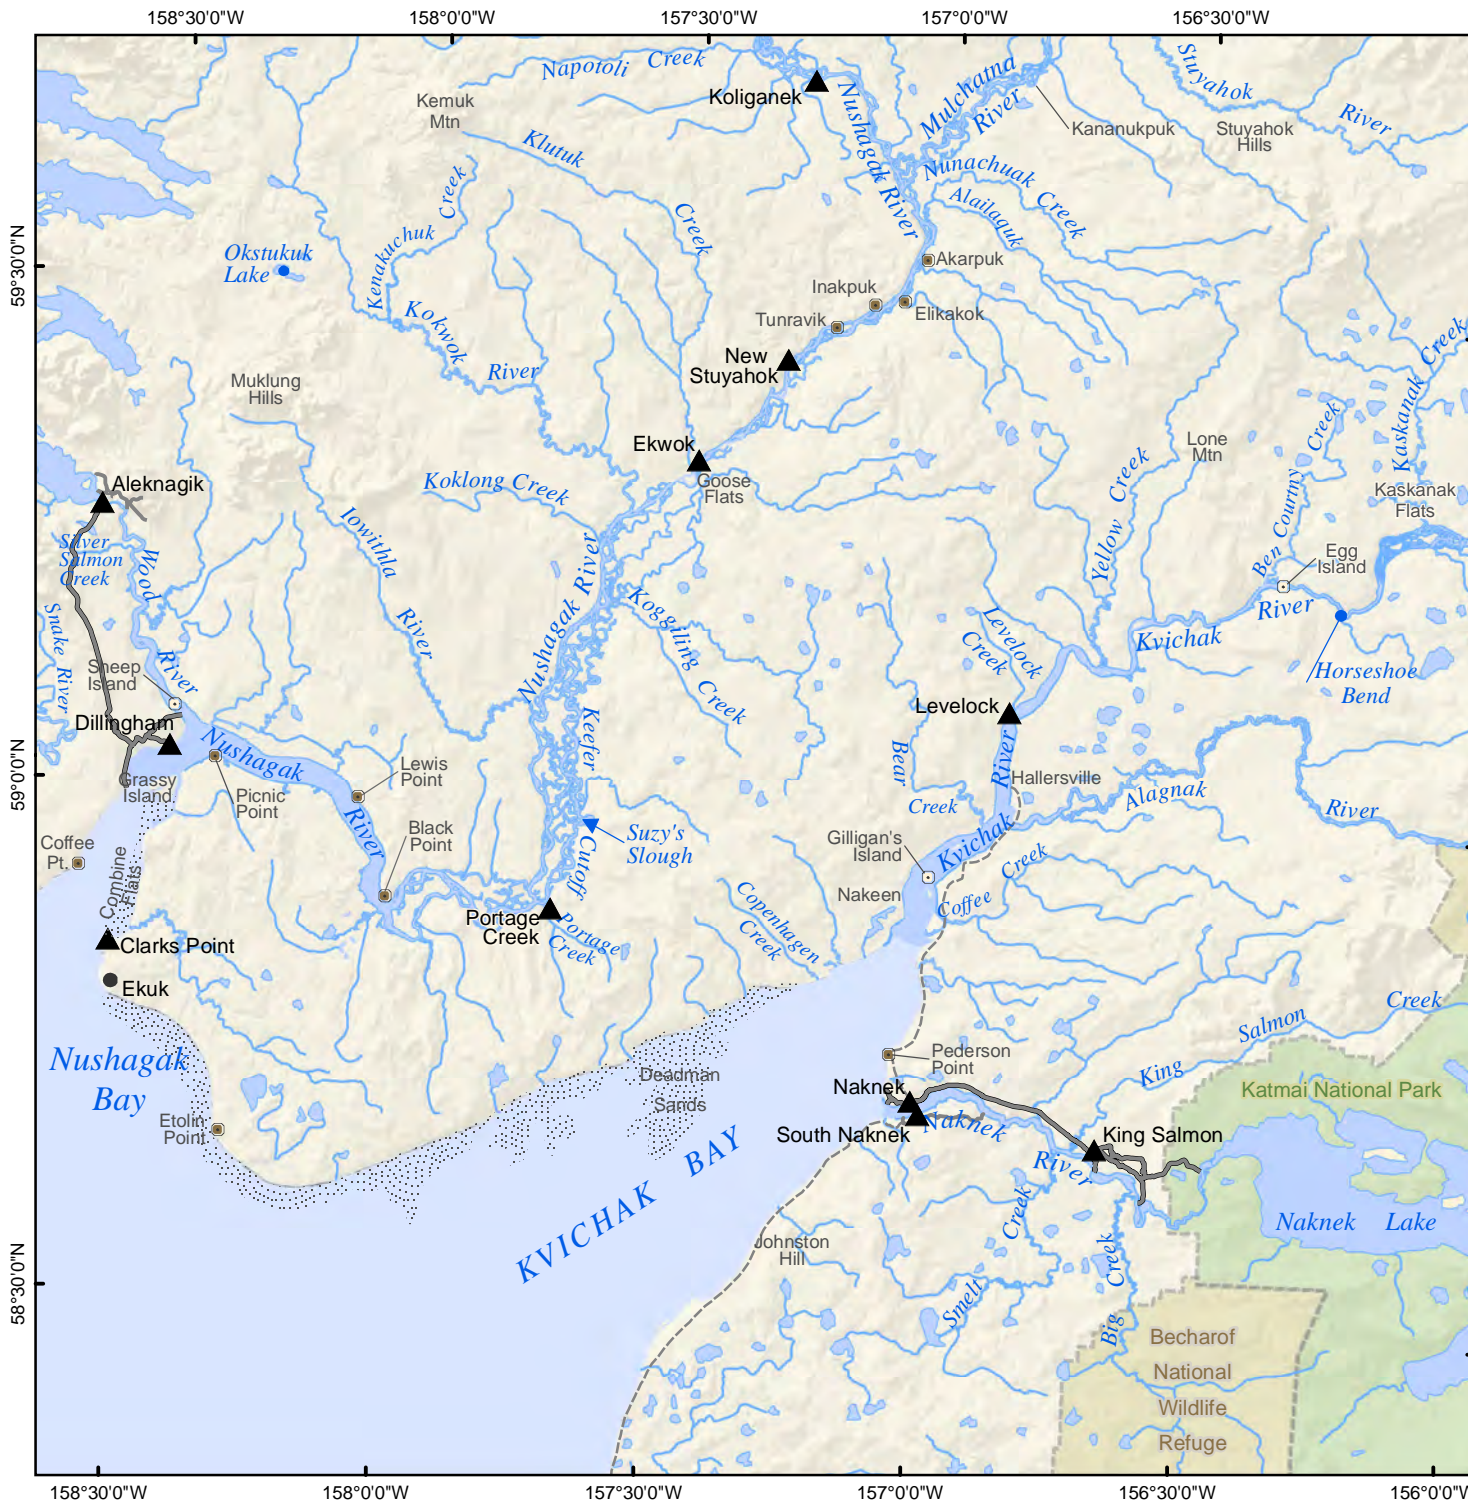 158°30'0"W
158°0'0"W
157°30'0"W
157°0'0"W
156°30'0"W
Napotoli Creek
Koliganek
Kemuk
Mtn
Klutuk
Creek
Nushagak River
Mulchatna
River
Kananukpuk
Stuyahok
River
Stuyahok
Hills
Nunachuak Creek
Alailaguk
Kenakuchuk Creek
Okstukuk
Lake
59°30'0"N
Akarpuk
Inakpuk
Elikakok
Tunravik
Kokwok
River
New
Stuyahok
Muklung
Hills
Kaskanak Creek
Ekwok
Goose
Flats
Lone
Mtn
Ben Courtny Creek
Kaskanak
Flats
Aleknagik
Koklong Creek
Iowithla
River
Yellow Creek
Silver
Salmon
Creek
Wood
River
Snake River
Nushagak River
Koggiling Creek
Egg
Island
Levelock
Creek
Kvichak
River
Horseshoe
Bend
Sheep
Island
Dillingham
Levelock
Keefer
Cutoff
Bear
Creek
River
Nushagak
River
59°0'0"N
Grassy
Island
Picnic
Point
Lewis
Point
Hallersville
Alagnak
River
Coffee
Pt.
Combine
Flats
Black
Point
Suzy's
Slough
Gilligan's
Island
Kvichak
Coffee Creek
Nakeen
Clarks Point
Portage
Creek
Portage
Creek
Copenhagen
Creek
Ekuk
Nushagak
Bay
Deadman
Sands
Etolin
Point
Pederson
Point
King Salmon Creek
Katmai National Park
Naknek
South Naknek
Naknek
River
King Salmon
KVICHAK BAY
Naknek Lake
Johnston
Hill
Smelt Creek
Big Creek
58°30'0"N
Becharof
National
Wildlife
Refuge
158°30'0"W
158°0'0"W
157°30'0"W
157°0'0"W
156°30'0"W
156°0'0"W